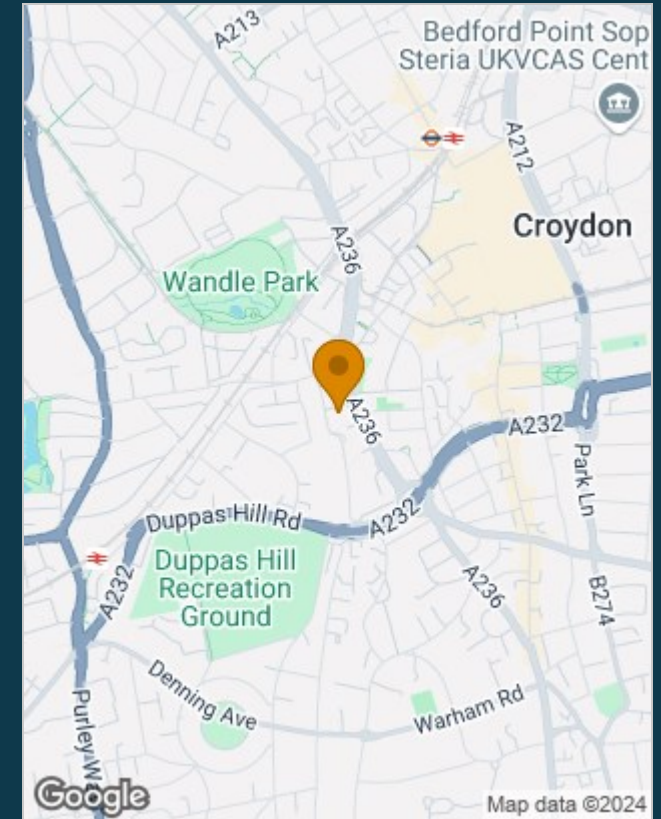 A213
Bedford Point Sop
Steria UKVCAS Cent
A212
Croydon
A236
Wandle Park
A236
A232
Park Ln
Duppas Hill Rd
A232
Duppas Hill
Recreation
Ground
A232
A236
B274
Denning Ave
Warham Rd
Purley Wa
Google
Map data ©2024